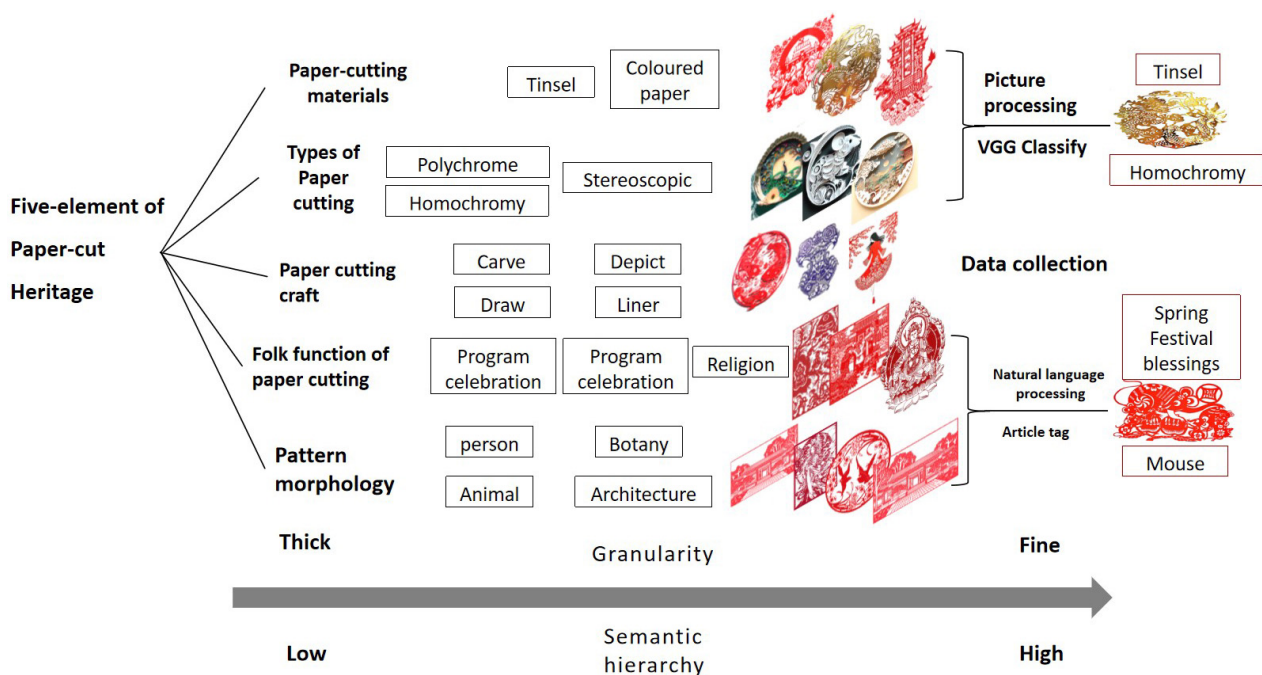 Five-element of
Paper-cut
Heritage
Paper-cutting
materials
Tinsel
Coloured
paper
Types of
Paper
cutting
Polychrome
Homochromy
Stereoscopic
Paper cutting
craft
Carve
Depict
Draw
Liner
Folk function of
paper cutting
Program
celebration
Program
celebration
Religion
Pattern
morphology
person
Botany
Animal
Architecture
Picture
processing
VGG Classify
Tinsel
Homochromy
Data collection
Natural language
processing
Article tag
Spring
Festival
blessings
Mouse
Thick
Granularity
Fine
Low
Semantic
hierarchy
High